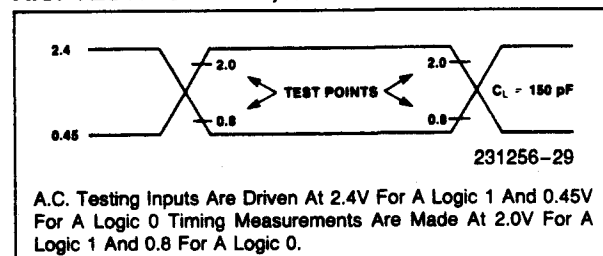 2.4
2.0
2.0
TEST POINTS
C_L = 150 pF
0.8
0.8
0.45
231256-29
A.C. Testing Inputs Are Driven At 2.4V For A Logic 1 And 0.45V
For A Logic 0 Timing Measurements Are Made At 2.0V For A
Logic 1 And 0.8 For A Logic 0.